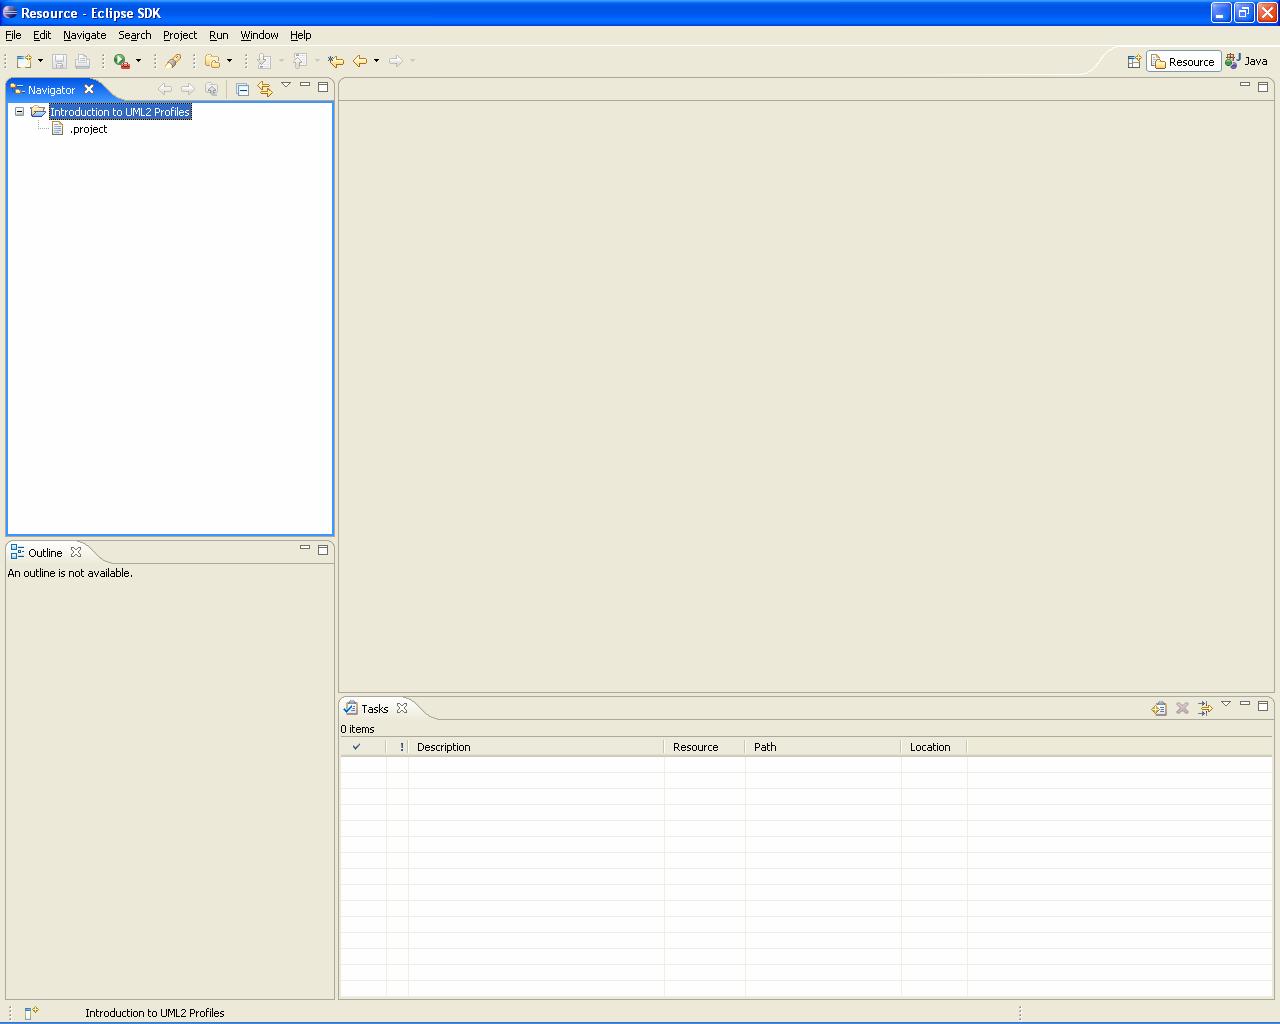 Resource - Eclipse SDK
File Edit Navigate Search Project Run Window Help
Resource Java
Navigator
Introduction to UML2 Profiles
.project
Outline
An outline is not available.
Tasks
0 items
! Description Resource Path Location
Introduction to UML2 Profiles